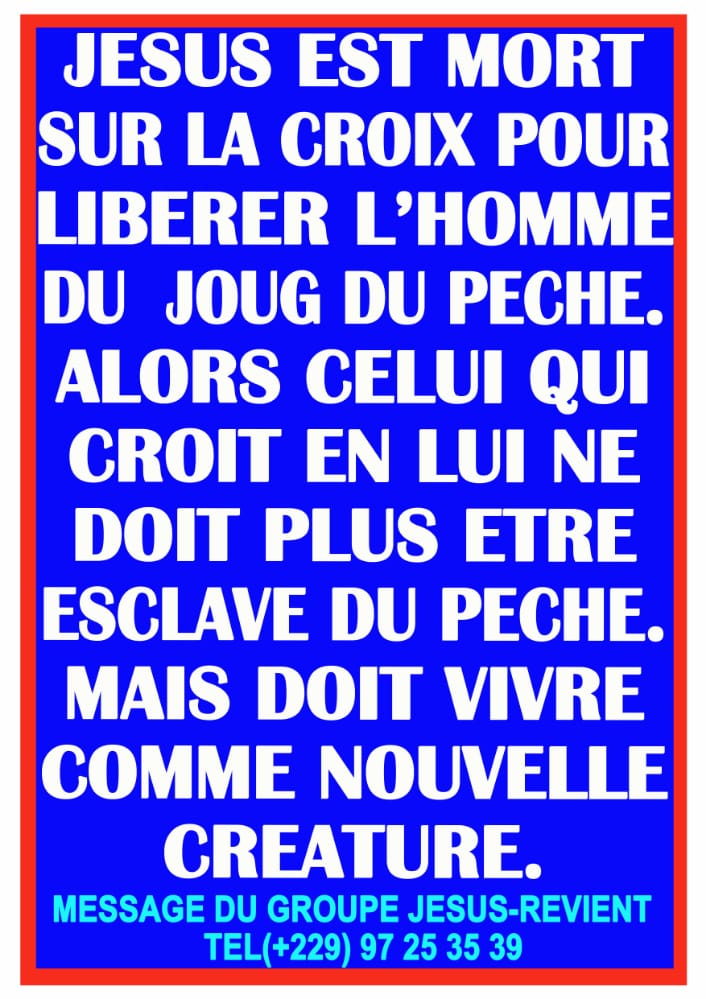 JESUS EST MORT
SUR LA CROIX POUR
LIBERER L’HOMME
DU JOUG DU PECHE.
ALORS CELUI QUI
CROIT EN LUI NE
DOIT PLUS ETRE
ESCLAVE DU PECHE.
MAIS DOIT VIVRE
COMME NOUVELLE
CREATURE.
MESSAGE DU GROUPE JESUS-REVIENT
TEL(+229) 97 25 35 39